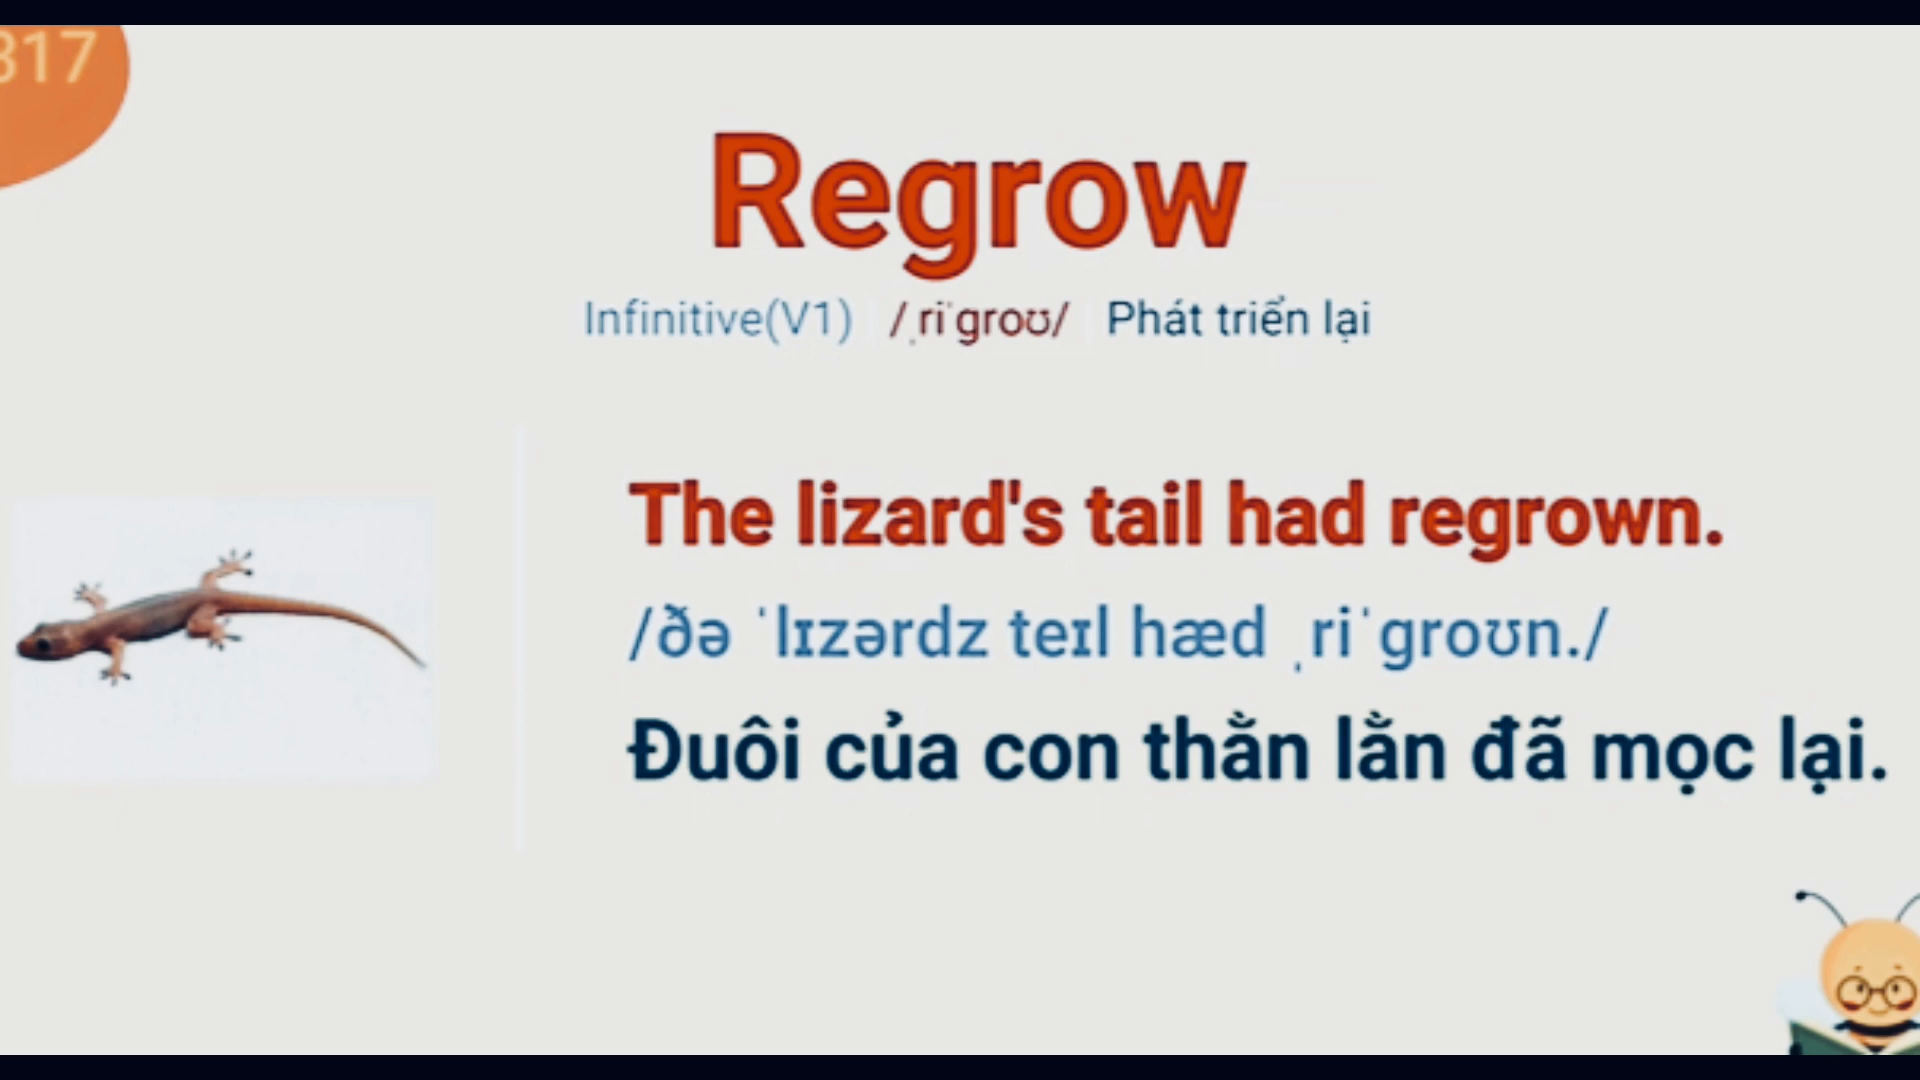 317
Regrow
Infinitive(V1) /ˌriˈɡroʊ/ Phát triển lại
The lizard's tail had regrown.
/ðə ˈlɪzərdz teɪl hæd ˌriˈɡroʊn./
Đuôi của con thằn lằn đã mọc lại.